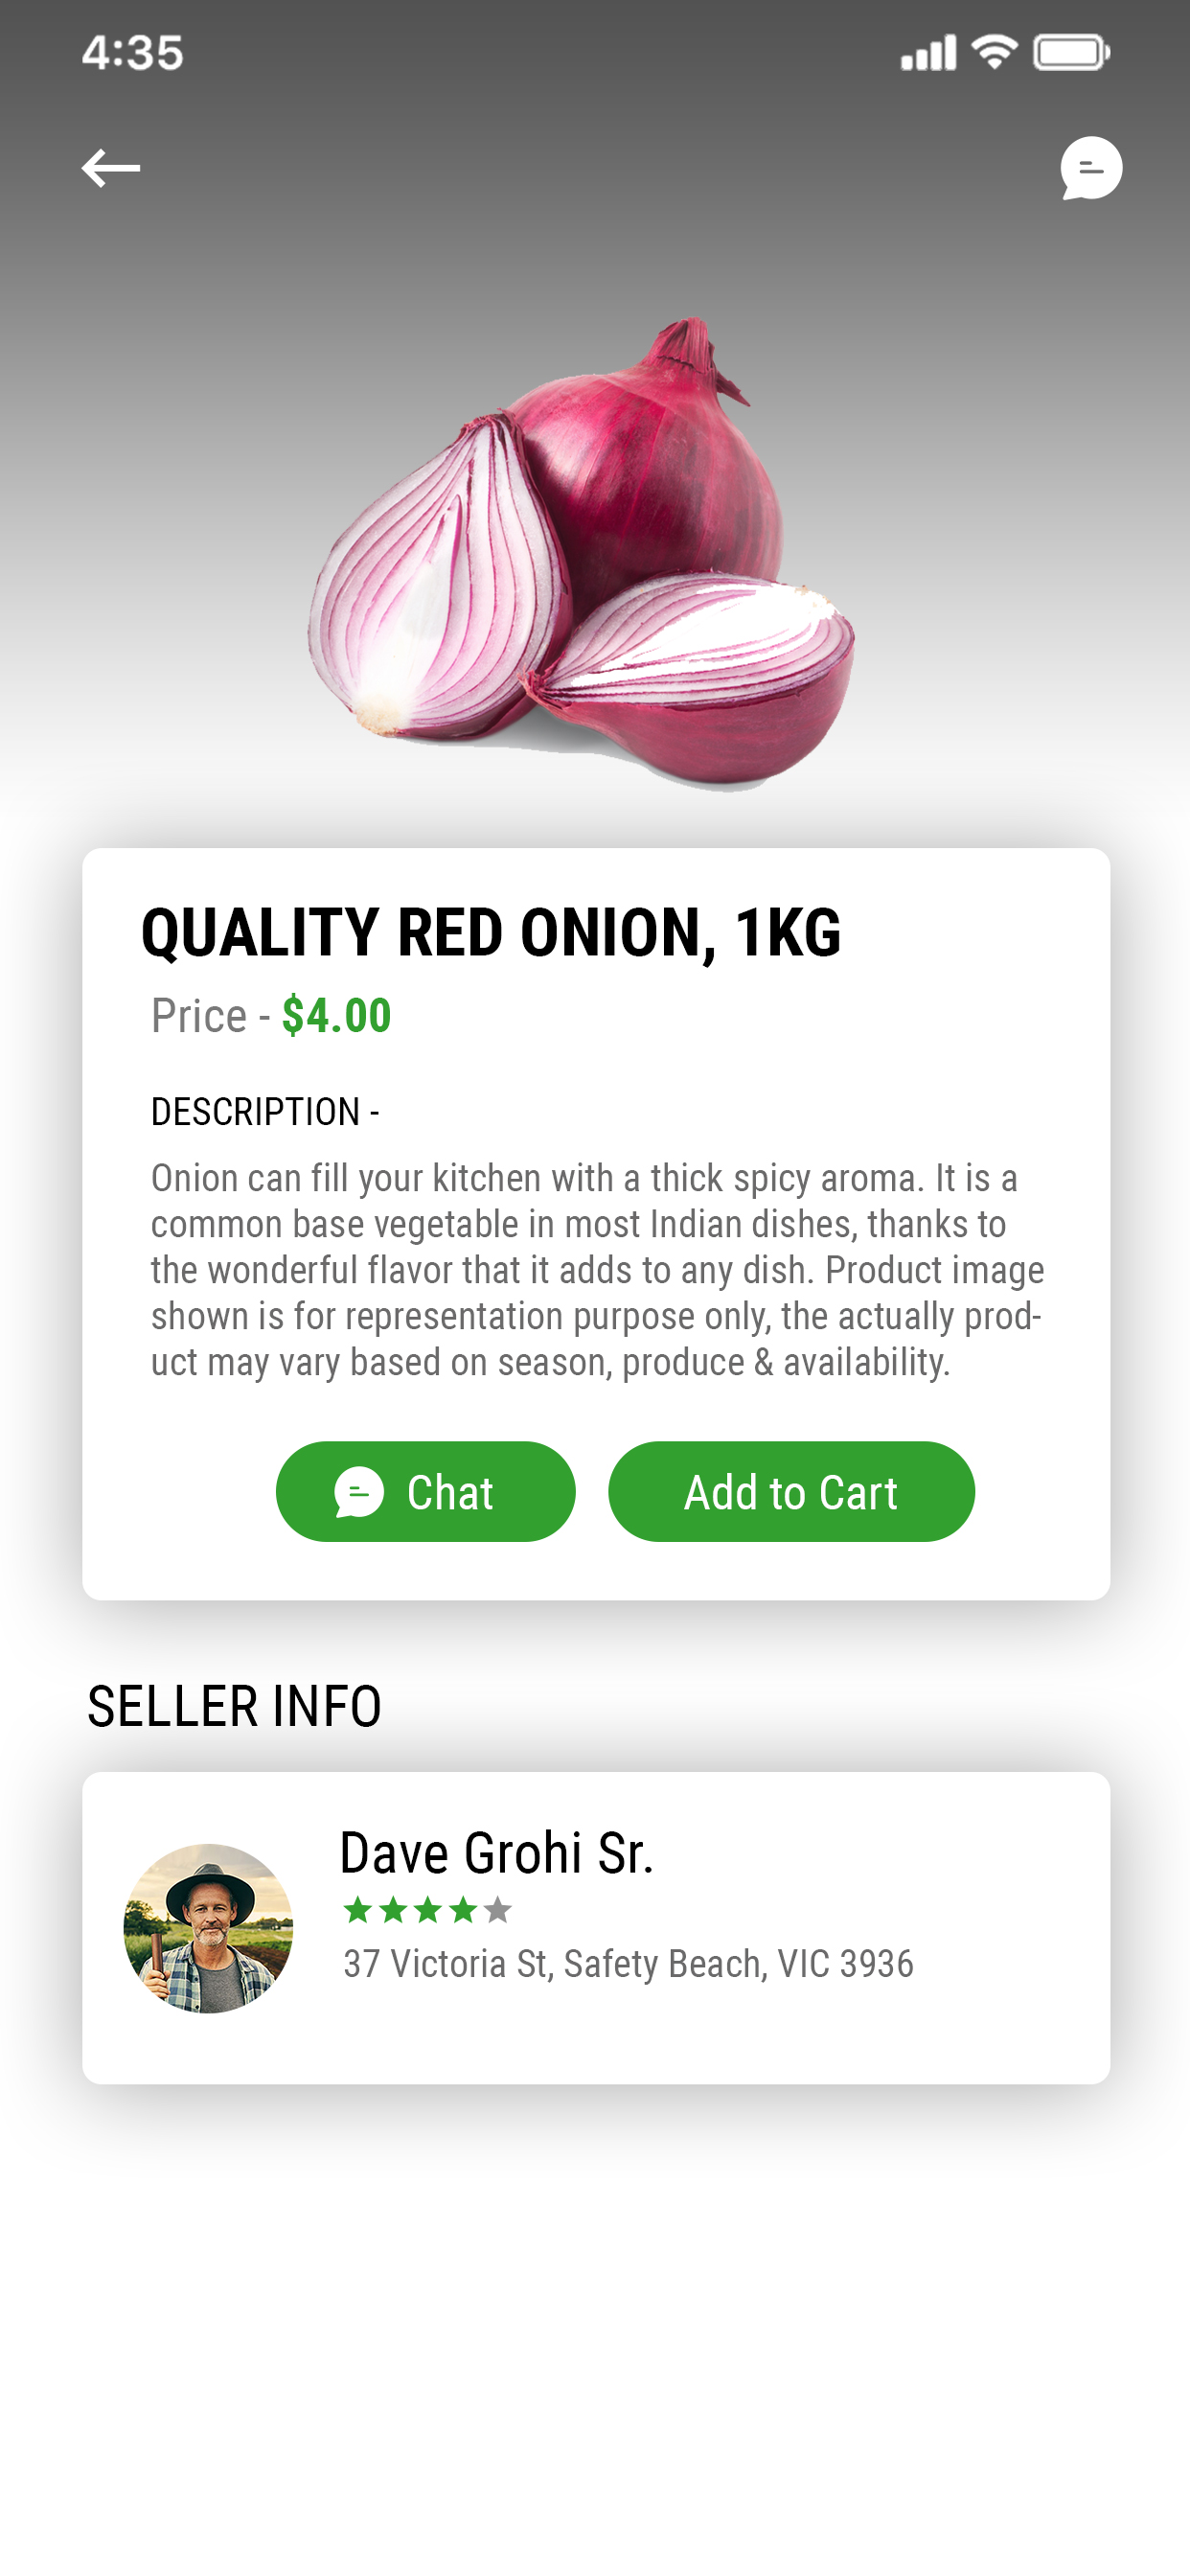 4:35
QUALITY RED ONION, 1KG
Price - $4.00
DESCRIPTION -
Onion can fill your kitchen with a thick spicy aroma. It is a
common base vegetable in most Indian dishes, thanks to
the wonderful flavor that it adds to any dish. Product image
shown is for representation purpose only, the actually prod-
uct may vary based on season, produce & availability.
Chat
Add to Cart
SELLER INFO
Dave Grohi Sr.
37 Victoria St, Safety Beach, VIC 3936